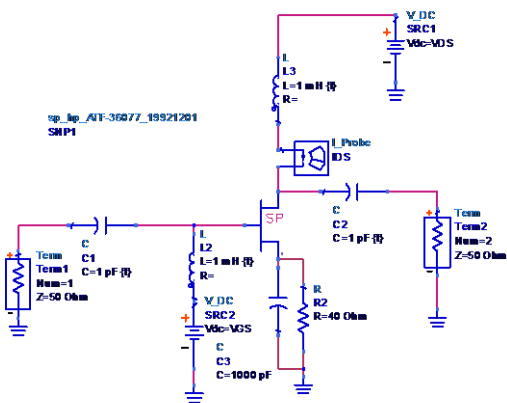 V_DC
SRC1
Vdc=VDS
L
L3
L=1 mH {t}
R=
sp_hp_ATF-36077_19921201
SNP1
I_Probe
IDS
SP
C
C2
C=1 pF {t}
Term
Term2
Num=2
Z=50 Ohm
C
C1
C=1 pF {t}
Term
Term1
Num=1
Z=50 Ohm
L
L2
L=1 mH {t}
R=
V_DC
SRC2
Vdc=VGS
R
R2
R=40 Ohm
C
C3
C=1000 pF